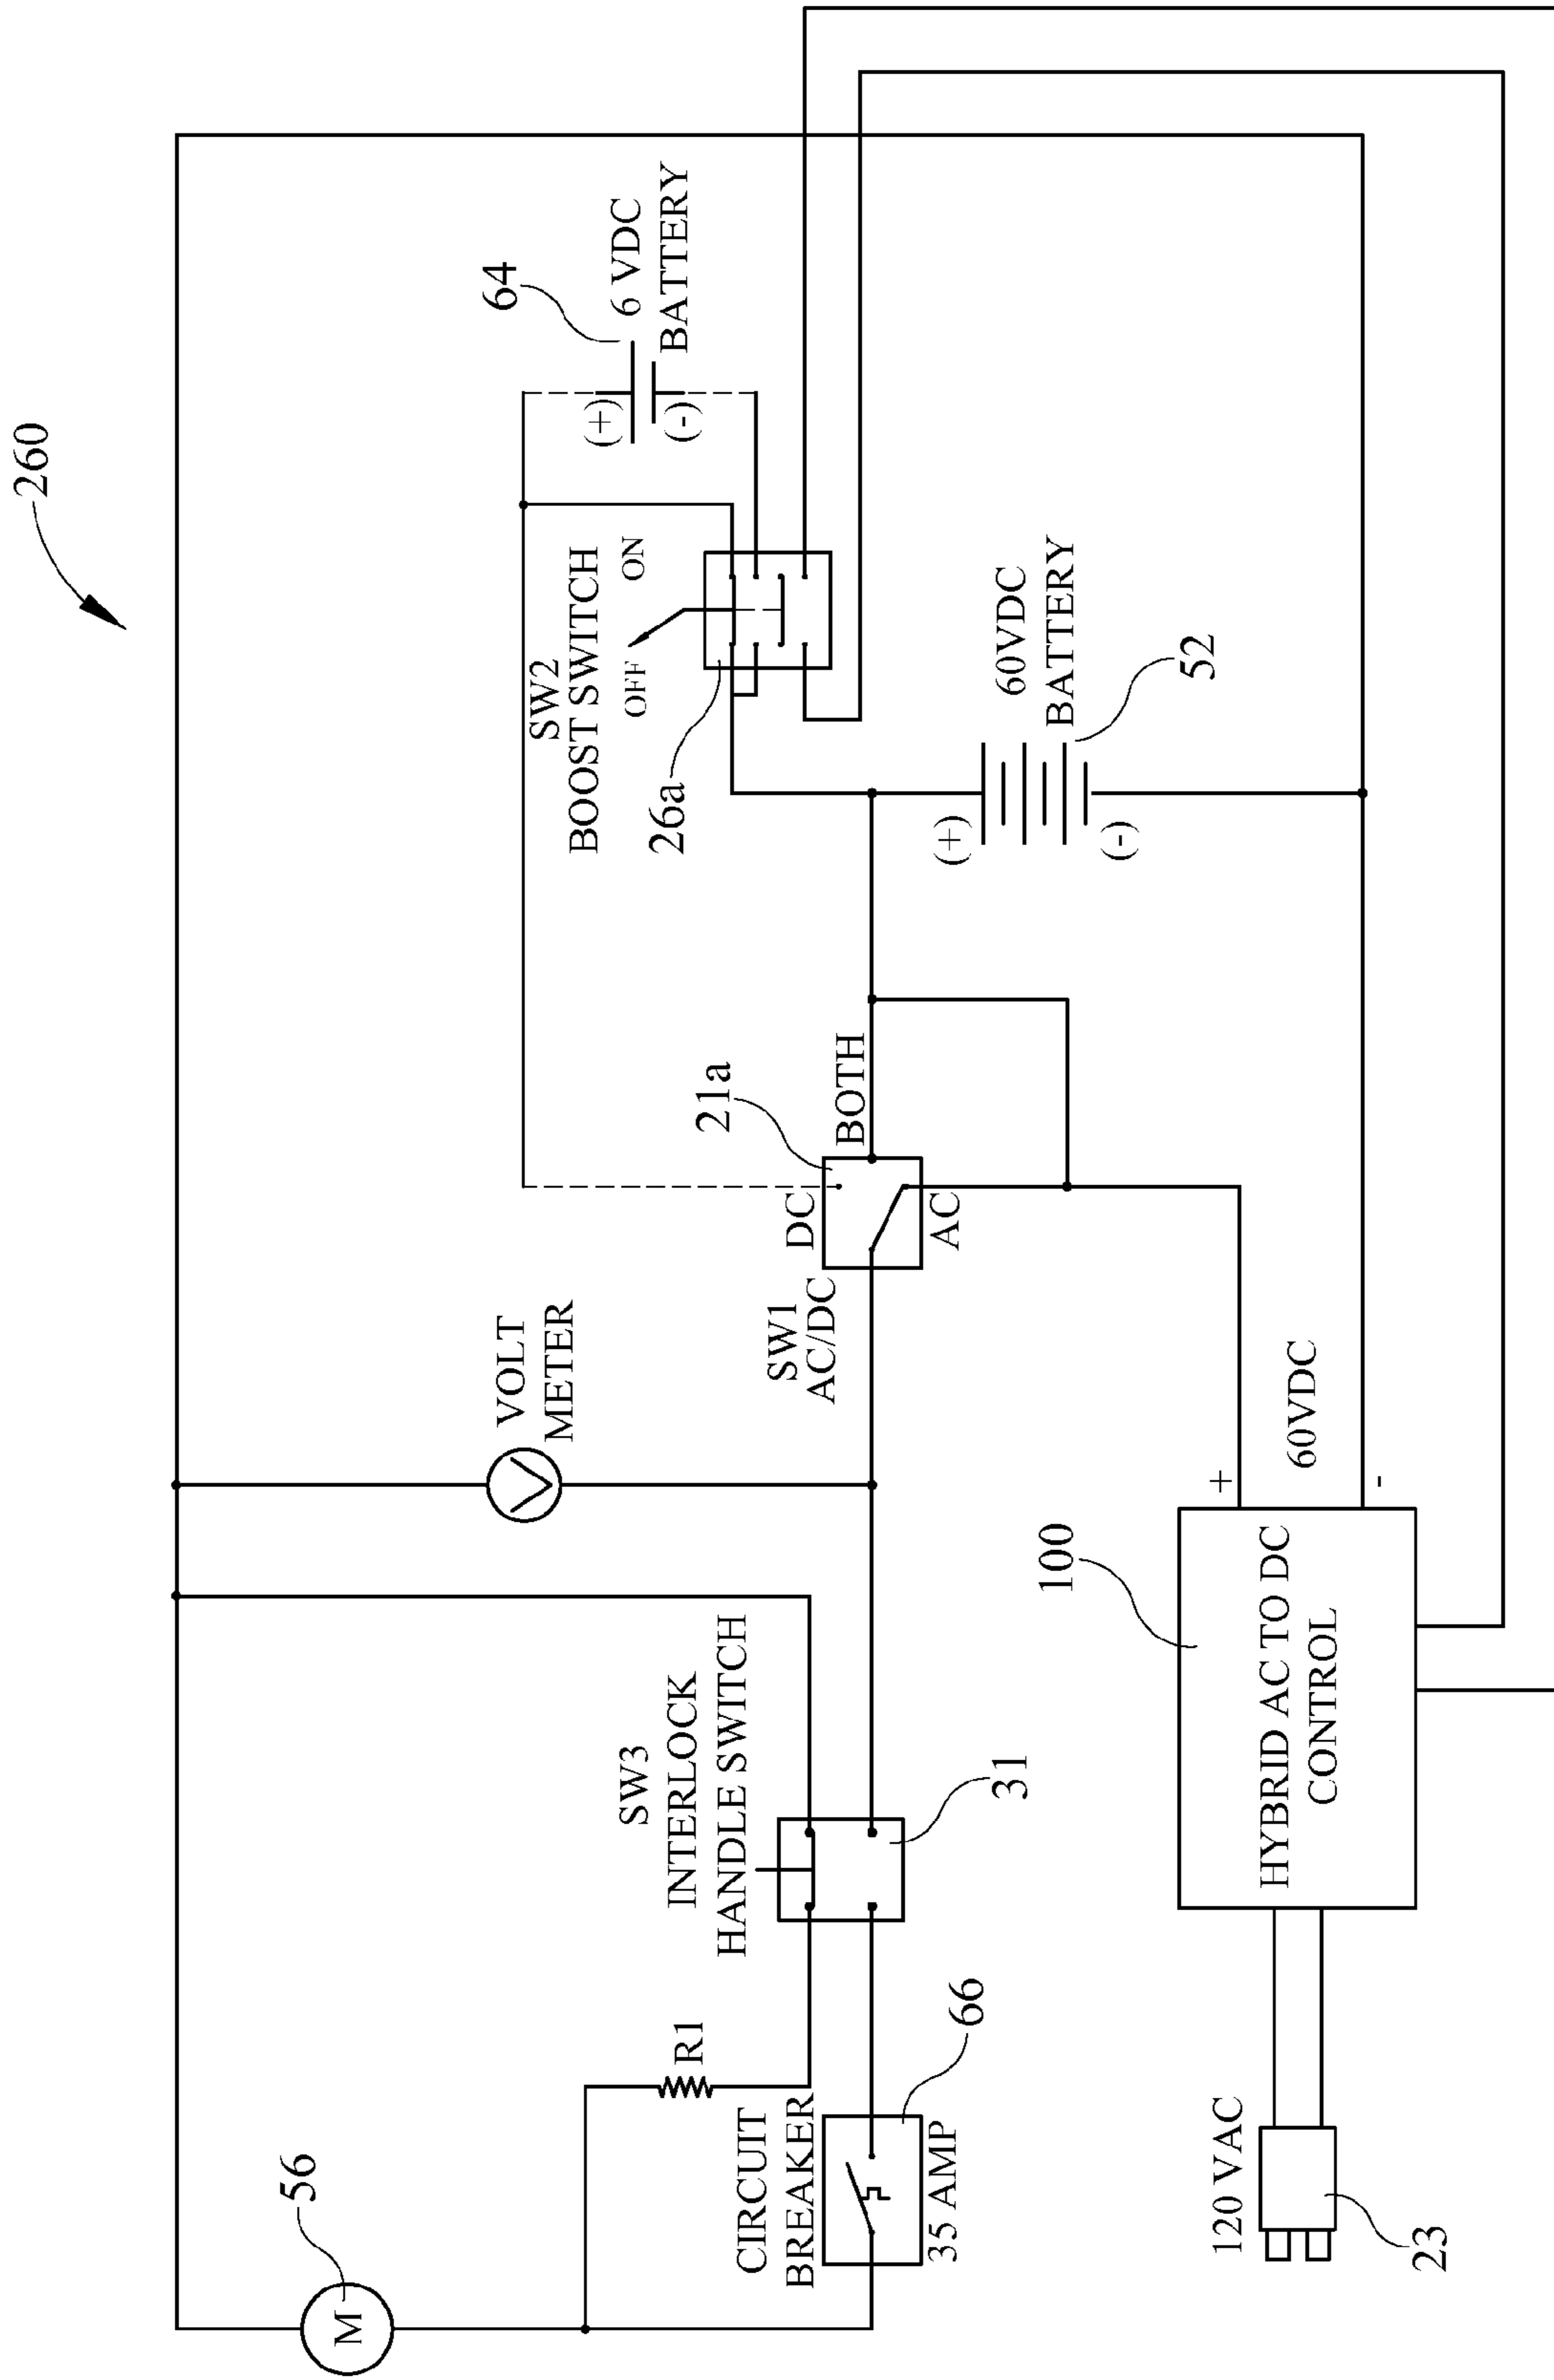 260
56
M
R1
CIRCUIT
BREAKER
35 AMP
66
SW3
INTERLOCK
HANDLE SWITCH
31
VOLT
METER
SW1
AC/DC
DC
AC
BOTH
21a
SW2
BOOST SWITCH
OFF
ON
26a
64
6 VDC
BATTERY
(+)
(-)
60VDC
BATTERY
52
(+)
(-)
120 VAC
23
100
HYBRID AC TO DC
CONTROL
+
60VDC
-